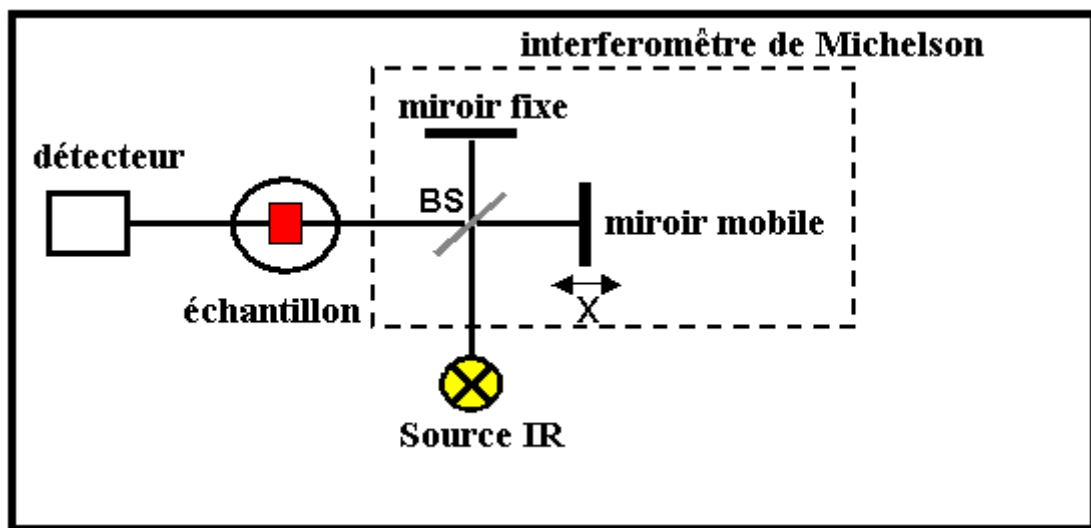 interferomêtre de Michelson
miroir fixe
détecteur
BS
miroir mobile
échantillon
X
Source IR